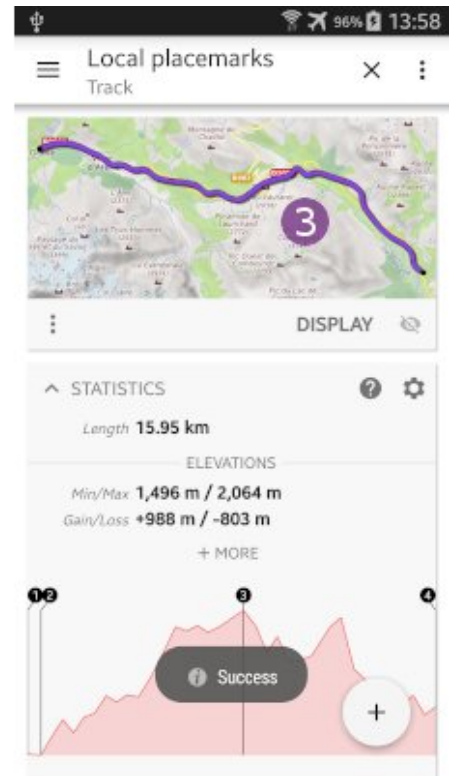 96% 13:58
Local placemarks
Track
3
DISPLAY
STATISTICS
Length 15.95 km
ELEVATIONS
Min/Max 1,496 m / 2,064 m
Gain/Loss +988 m / -803 m
+ MORE
1 2 3 4
Success
+